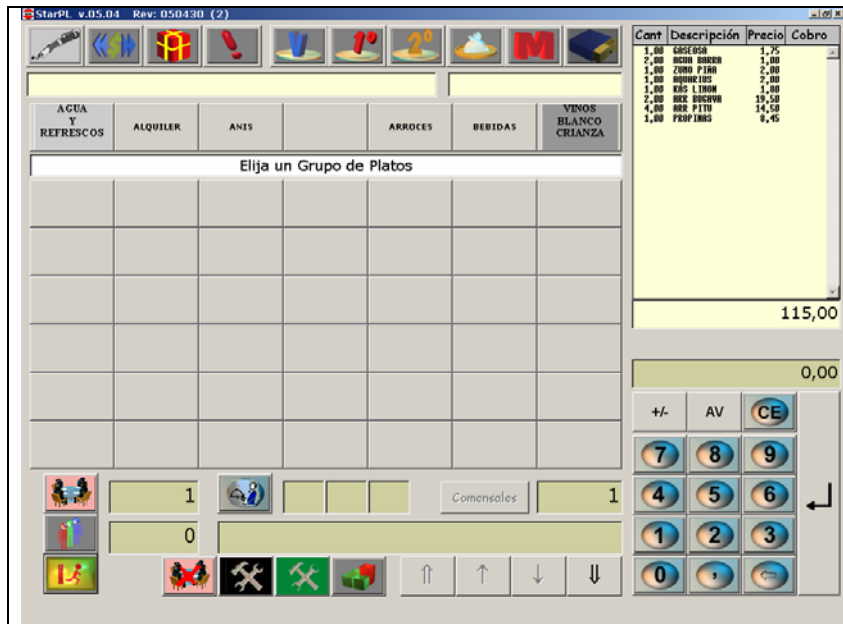 StarPL v.05.04 Rev: 050430 (2)
1º 2º M
Cant Descripción Precio Cobro
1,00 GASEOSA 1,75
2,00 AGUA BARRA 1,00
1,00 ZUMO PIÑA 2,00
1,00 AQUARIUS 2,00
1,00 KAS LIMON 1,00
2,00 ARR BOGAVA 19,50
4,00 ARR PITU 14,50
1,00 PROPINAS 8,45
115,00
0,00
AGUA
Y
REFRESCOS
ALQUILER
ANIS
ARROCES
BEBIDAS
VINOS
BLANCO
CRIANZA
Elija un Grupo de Platos
+/- AV CE
7 8 9
4 5 6
1 2 3
0 ,
1
Comensales
1
0